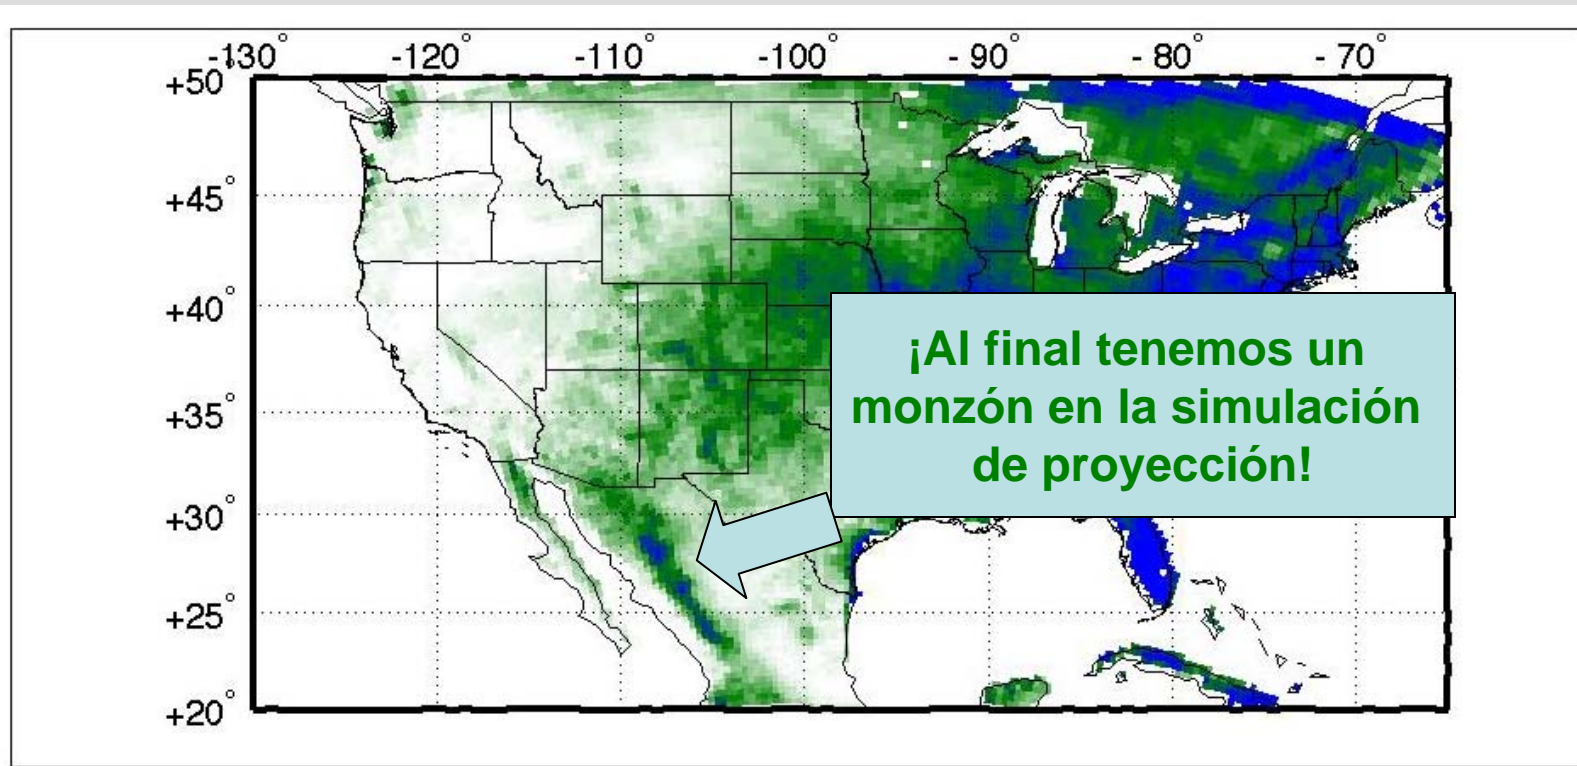 -130° -120° -110° -100° - 90° - 80° - 70°
+50°
+45°
+40°
¡Al final tenemos un
monzón en la simulación
de proyección!
+35°
+30°
+25°
+20°